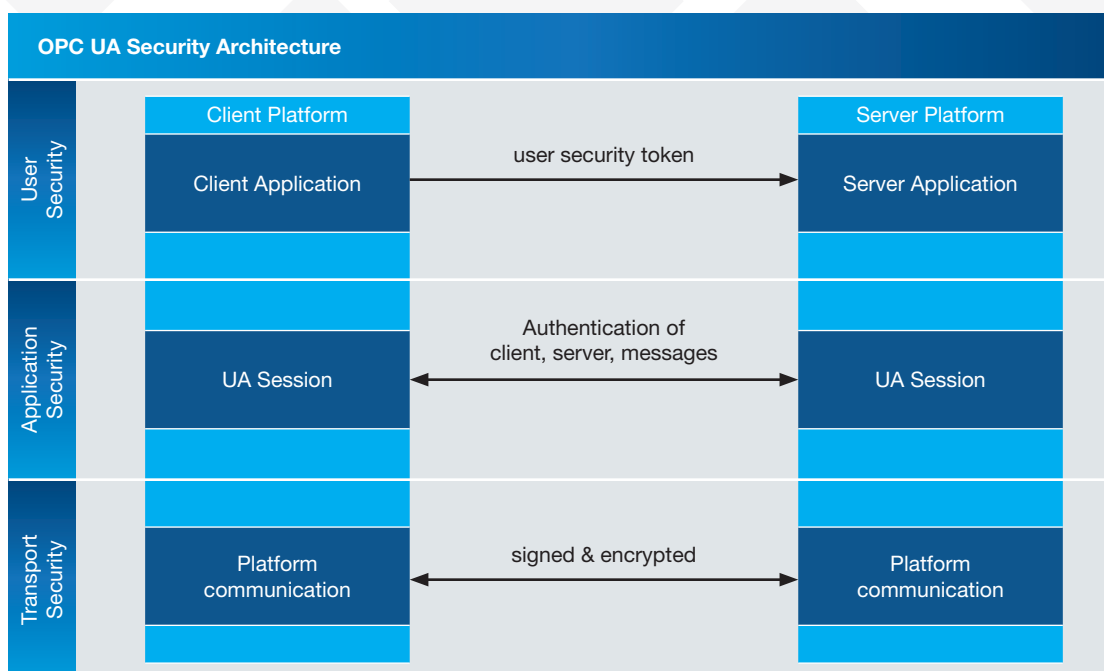 OPC UA Security Architecture
User
Security
Client Platform
Client Application
user security token
Server Platform
Server Application
Application
Security
UA Session
Authentication of
client, server, messages
UA Session
Transport
Security
Platform
communication
signed & encrypted
Platform
communication